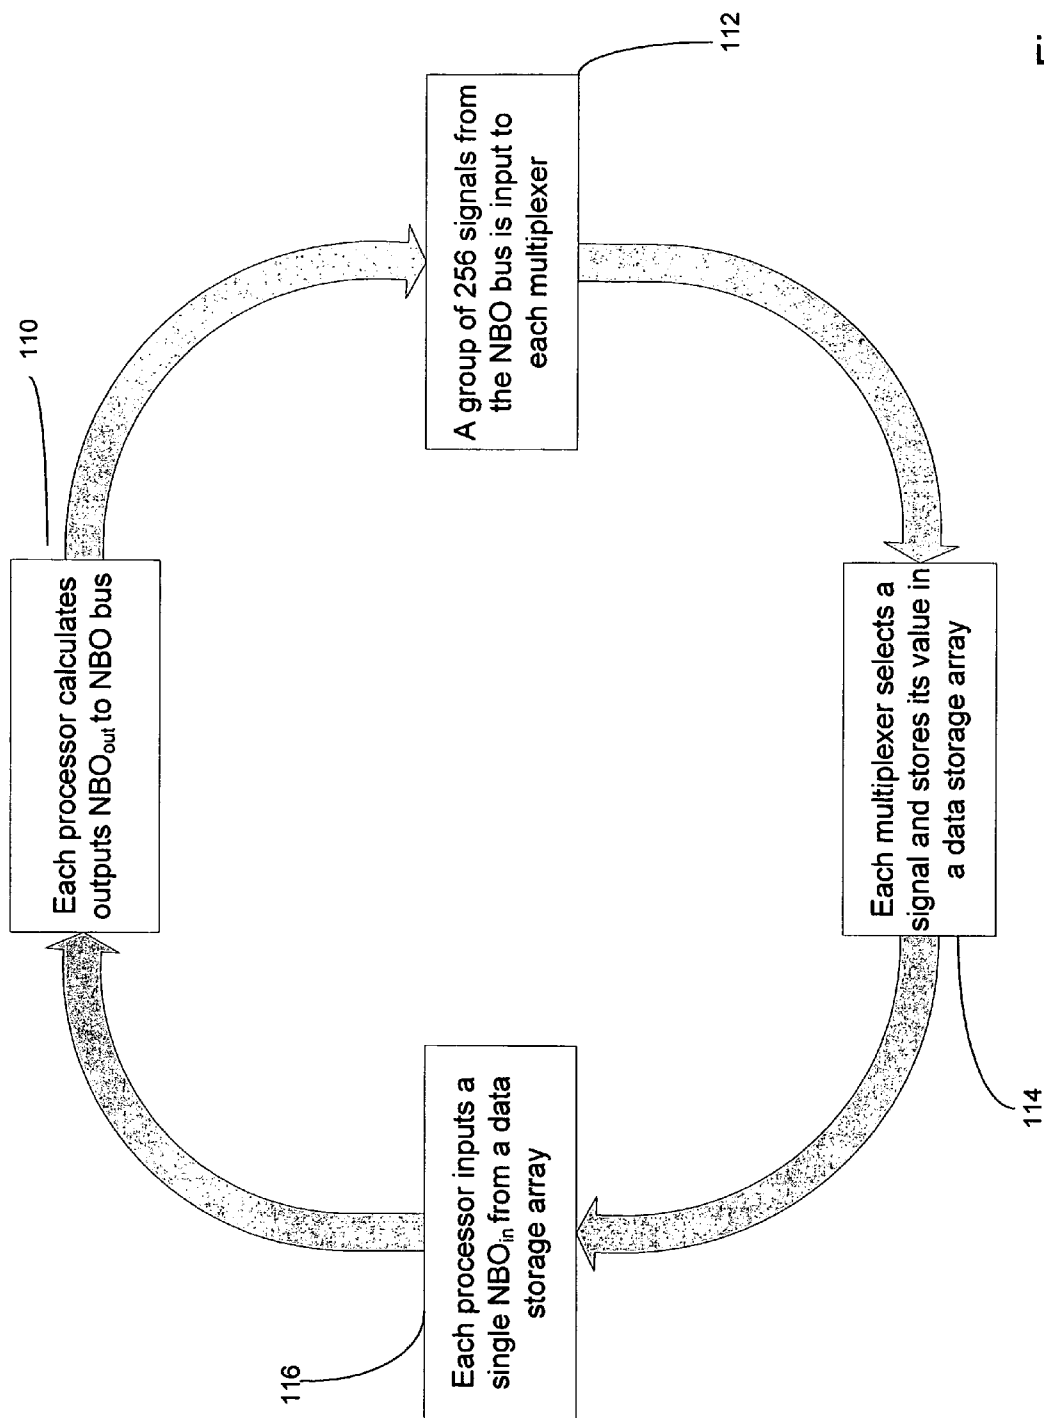 110
Each processor calculates
outputs NBOout to NBO bus
112
A group of 256 signals from
the NBO bus is input to
each multiplexer
Each multiplexer selects a
signal and stores its value in
a data storage array
114
116
Each processor inputs a
single NBOin from a data
storage array